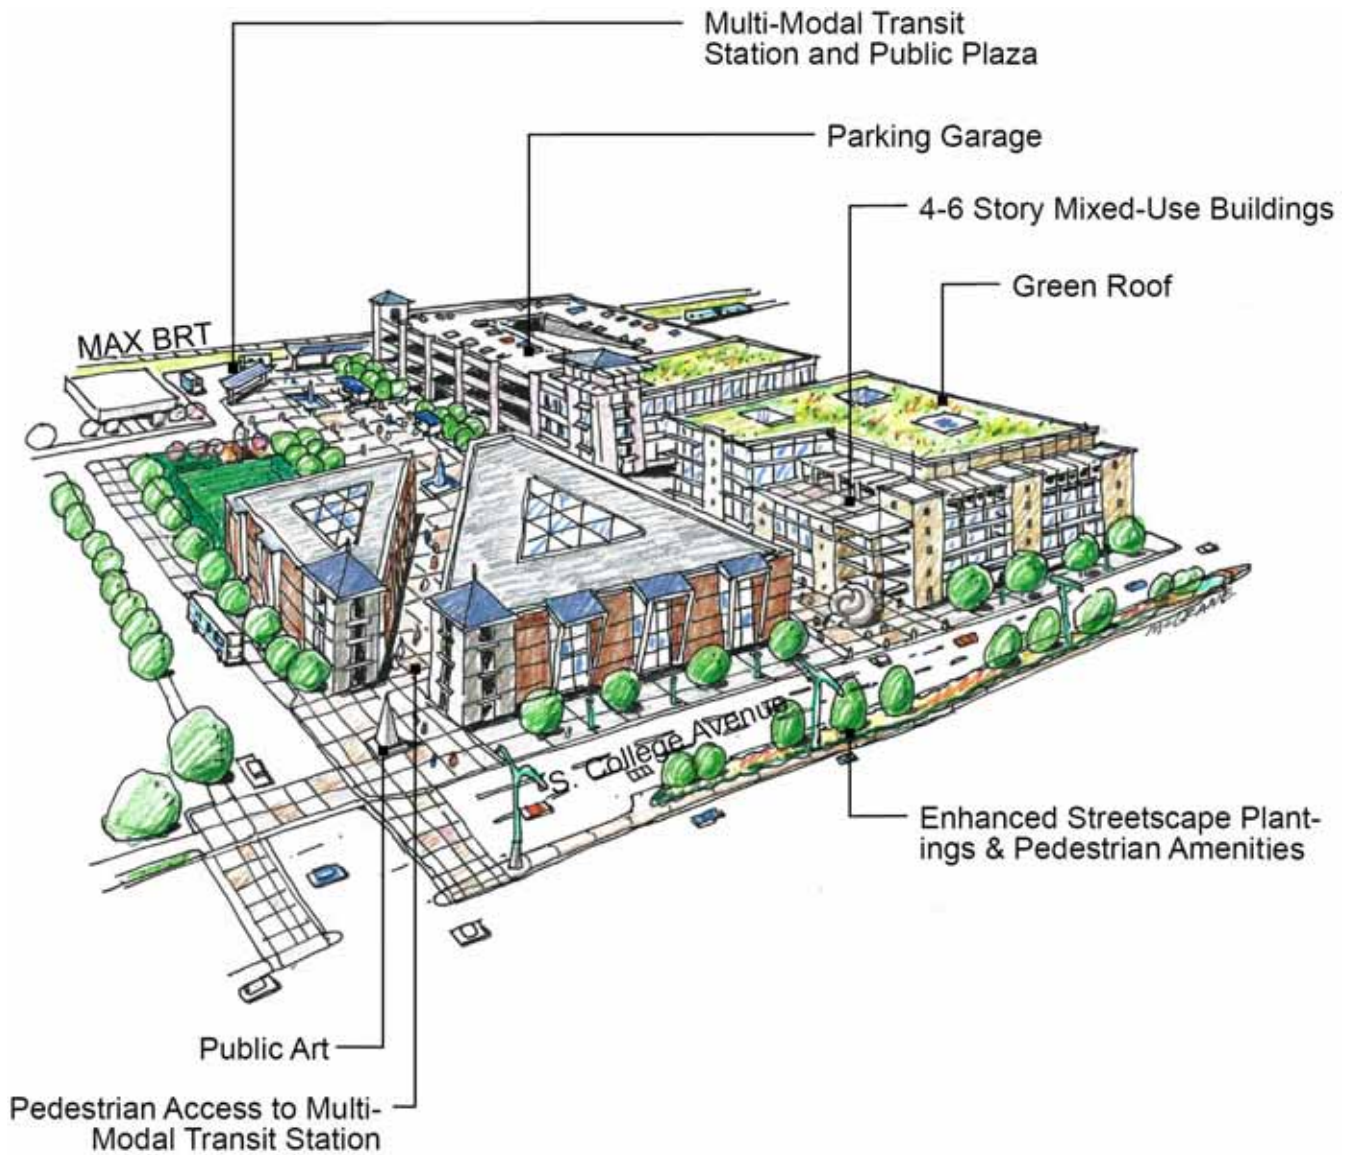 Multi-Modal Transit
Station and Public Plaza
Parking Garage
4-6 Story Mixed-Use Buildings
Green Roof
MAX BRT
S. College Avenue
Enhanced Streetscape Plant-
ings & Pedestrian Amenities
Public Art
Pedestrian Access to Multi-
Modal Transit Station